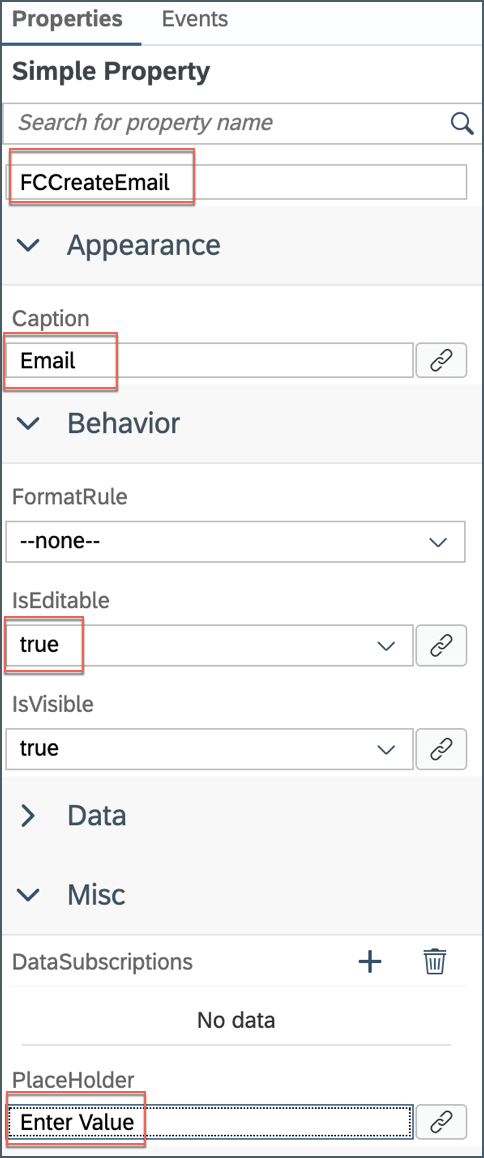 Properties Events
Simple Property
Search for property name
FCCreateEmail
Appearance
Caption
Email
Behavior
FormatRule
--none--
IsEditable
true
IsVisible
true
Data
Misc
DataSubscriptions
No data
PlaceHolder
Enter Value